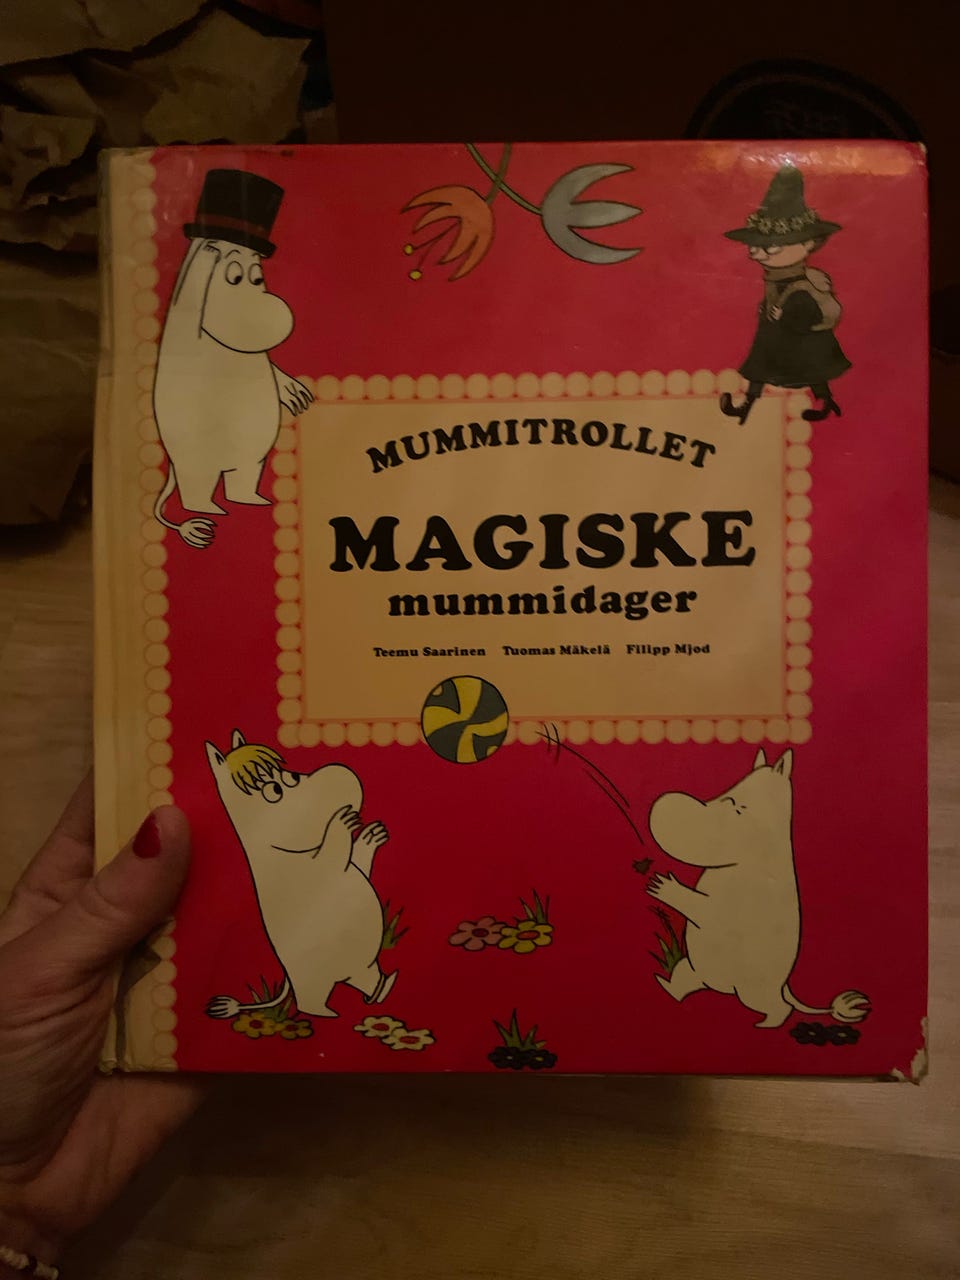 MUMMITROLLET
MAGISKE
mummidager
Teemu Saarinen Tuomas Mäkelä Filipp Mjod